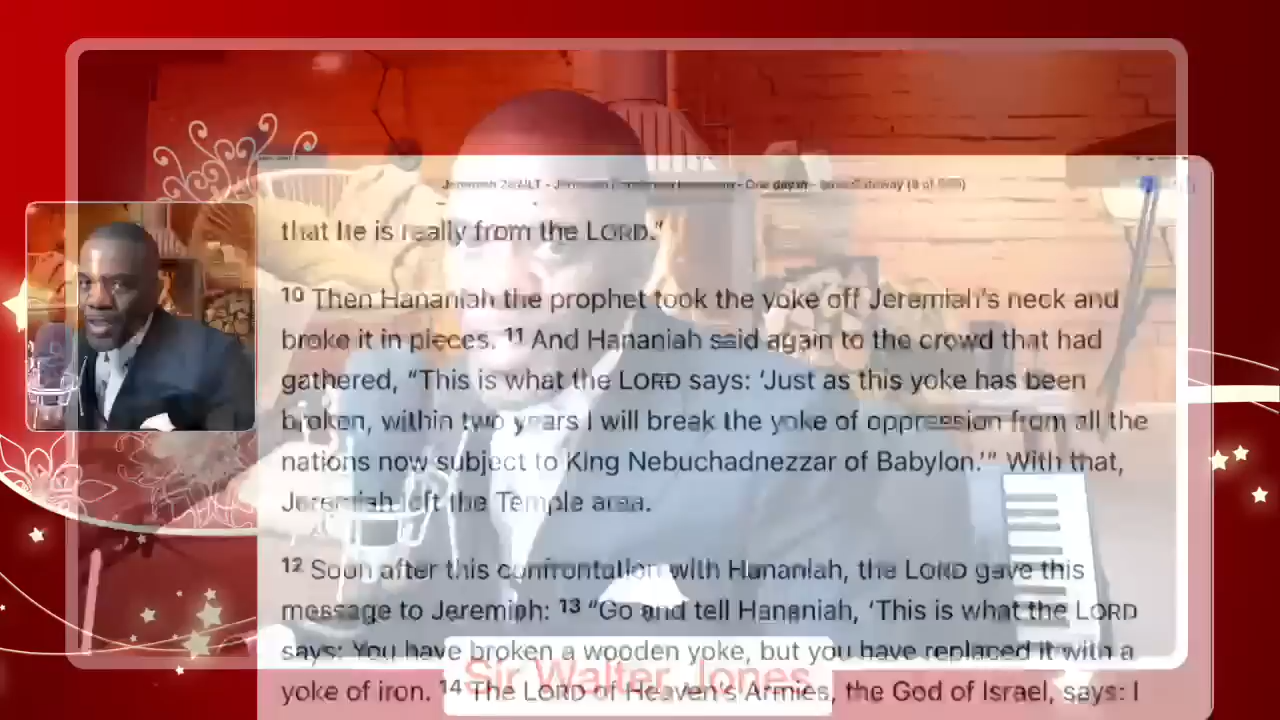 that he is really from the LORD.”
10 Then Hananiah the prophet took the yoke off Jeremiah’s neck and
broke it in pieces. 11 And Hananiah said again to the crowd that had
gathered, “This is what the LORD says: ‘Just as this yoke has been
broken, within two years I will break the yoke of oppression from all the
nations now subject to King Nebuchadnezzar of Babylon.’” With that,
Jeremiah left the Temple area.
12 Soon after this confrontation with Hananiah, the LORD gave this
message to Jeremiah: 13 “Go and tell Hananiah, ‘This is what the LORD
says: You have broken a wooden yoke, but you have replaced it with a
yoke of iron. 14 The LORD of Heaven’s Armies, the God of Israel, says: I
Sir Walter Jones